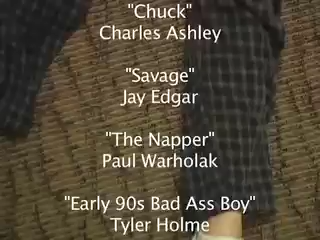 "Chuck"
Charles Ashley
"Savage"
Jay Edgar
"The Napper"
Paul Warholak
"Early 90s Bad Ass Boy"
Tyler Holme